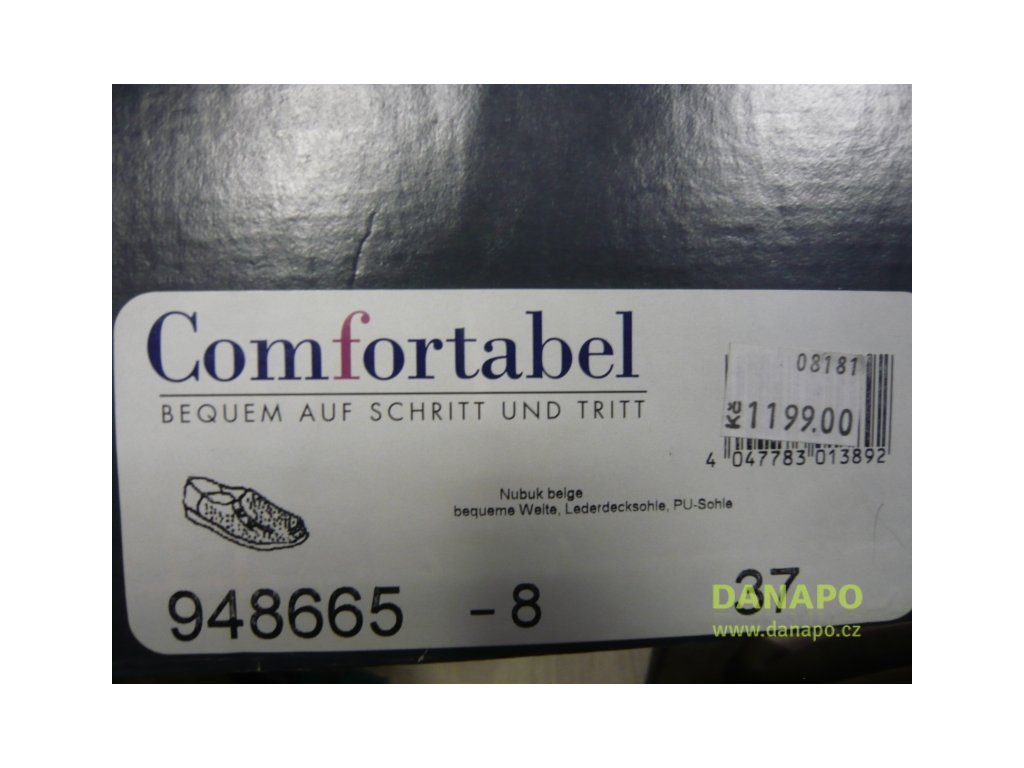 Comfortabel
BEQUEM AUF SCHRITT UND TRITT
08181
Kč 1199.00
4 047783 013892
Nubuk beige
bequeme Weite, Lederdecksohle, PU-Sohle
948665 - 8 37
DANAPO
www.danapo.cz